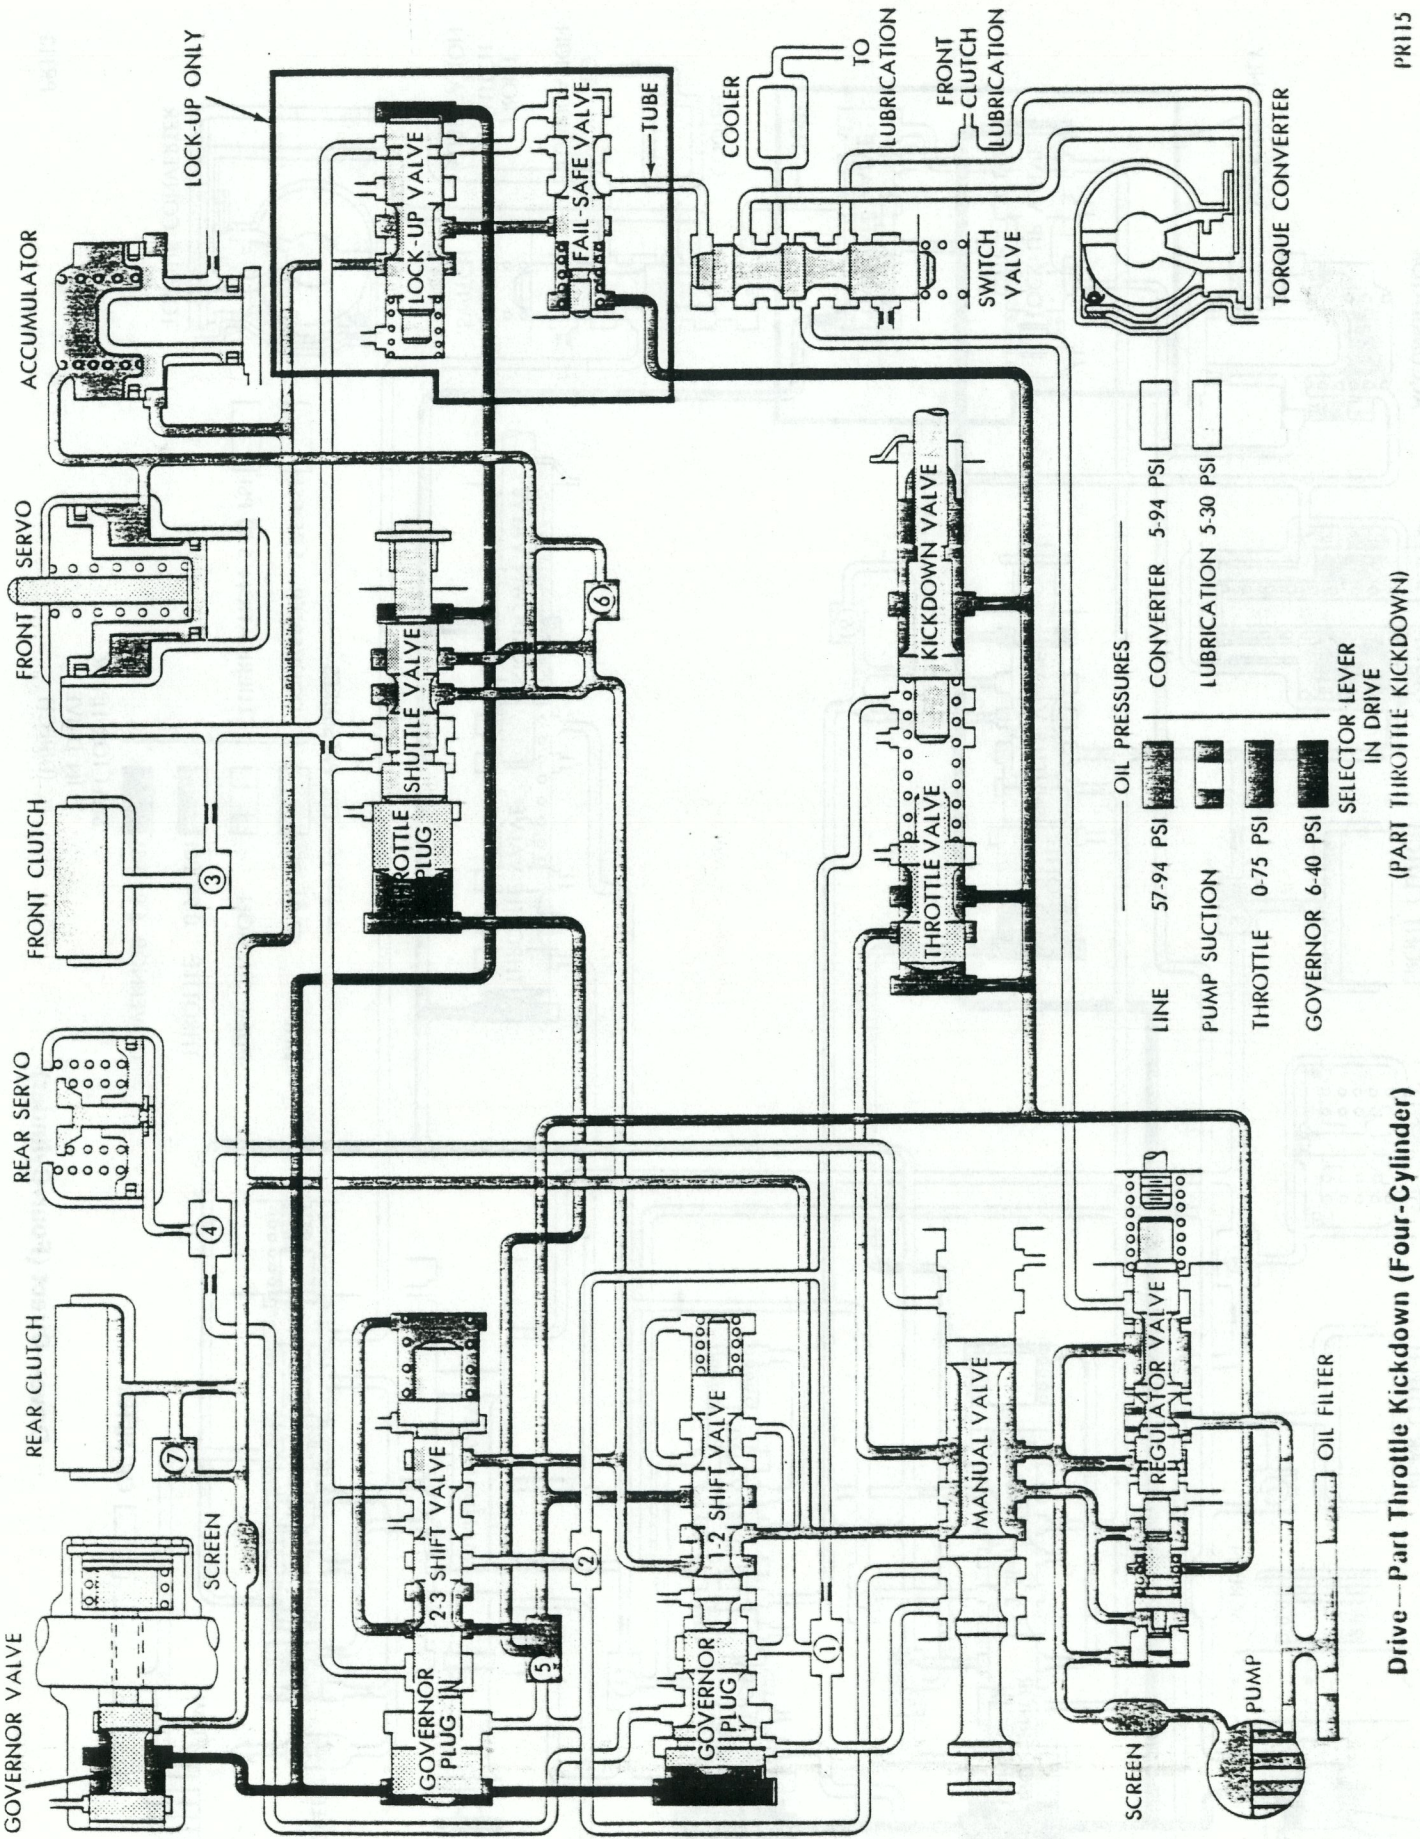 GOVERNOR VALVE
REAR CLUTCH
REAR SERVO
FRONT CLUTCH
FRONT SERVO
ACCUMULATOR
LOCK-UP ONLY
SCREEN
7
4
3
GOVERNOR
PLUG
2-3 SHIFT VALVE
ROTTLE
PLUG
SHUTTLE VALVE
LOCK-UP VALVE
5
2
6
FAIL-SAFE VALVE
TUBE
GOVERNOR
PLUG
1-2 SHIFT VALVE
1
COOLER
TO
LUBRICATION
FRONT
CLUTCH
LUBRICATION
SWITCH
VALVE
THROTTLE VALVE
KICKDOWN VALVE
MANUAL VALVE
TORQUE CONVERTER
SCREEN
PUMP
REGULATOR VALVE
OIL FILTER
OIL PRESSURES
LINE 57-94 PSI
CONVERTER 5-94 PSI
PUMP SUCTION
LUBRICATION 5-30 PSI
THROTTLE 0-75 PSI
GOVERNOR 6-40 PSI
SELECTOR LEVER
IN DRIVE
(PART THROTTLE KICKDOWN)
Drive—Part Throttle Kickdown (Four-Cylinder)
PR115